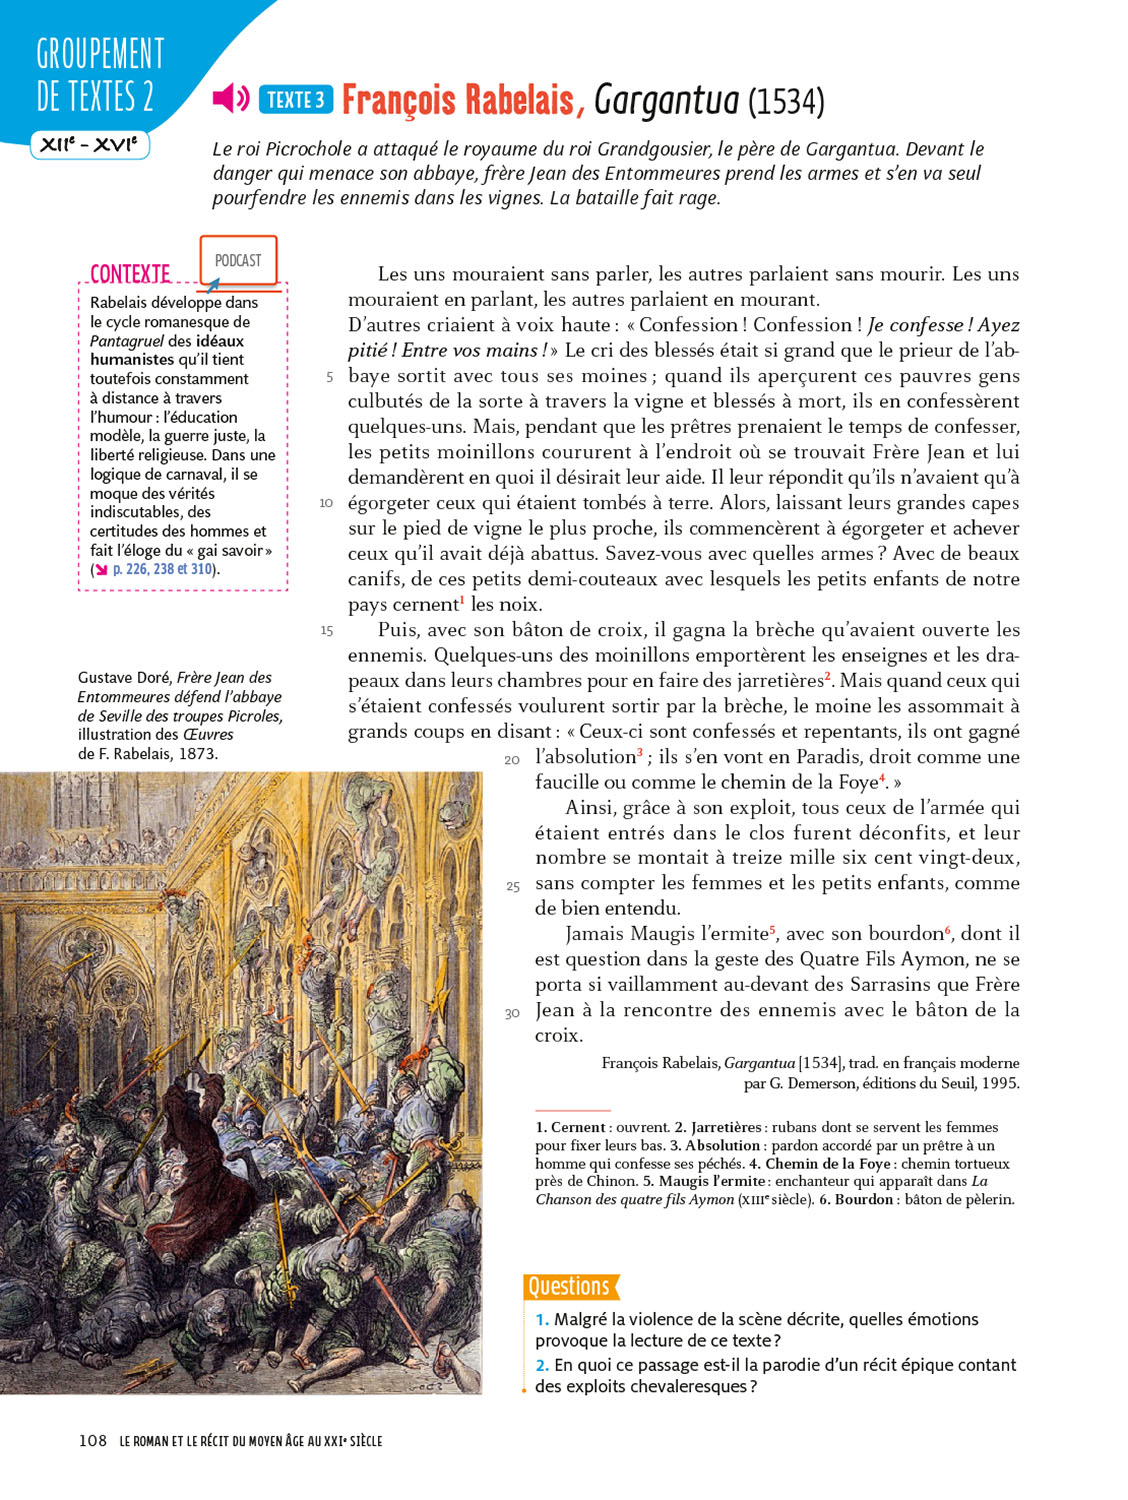 GROUPEMENT
DE TEXTES 2
XIIe – XVIe
TEXTE 3 François Rabelais, Gargantua (1534)
Le roi Picrochole a attaqué le royaume du roi Grandgousier, le père de Gargantua. Devant le
danger qui menace son abbaye, frère Jean des Entommeures prend les armes et s’en va seul
pourfendre les ennemis dans les vignes. La bataille fait rage.
PODCAST
CONTEXTE
Rabelais développe dans
le cycle romanesque de
Pantagruel des idéaux
humanistes qu’il tient
toutefois constamment
à distance à travers
l’humour : l’éducation
modèle, la guerre juste, la
liberté religieuse. Dans une
logique de carnaval, il se
moque des vérités
indiscutables, des
certitudes des hommes et
fait l’éloge du « gai savoir »
(↘ p. 226, 238 et 310).
Les uns mouraient sans parler, les autres parlaient sans mourir. Les uns
mouraient en parlant, les autres parlaient en mourant.
D’autres criaient à voix haute : « Confession ! Confession ! Je confesse ! Ayez
pitié ! Entre vos mains ! » Le cri des blessés était si grand que le prieur de l’ab-
5 baye sortit avec tous ses moines ; quand ils aperçurent ces pauvres gens
culbutés de la sorte à travers la vigne et blessés à mort, ils en confessèrent
quelques-uns. Mais, pendant que les prêtres prenaient le temps de confesser,
les petits moinillons coururent à l’endroit où se trouvait Frère Jean et lui
demandèrent en quoi il désirait leur aide. Il leur répondit qu’ils n’avaient qu’à
10 égorgeter ceux qui étaient tombés à terre. Alors, laissant leurs grandes capes
sur le pied de vigne le plus proche, ils commencèrent à égorgeter et achever
ceux qu’il avait déjà abattus. Savez-vous avec quelles armes ? Avec de beaux
canifs, de ces petits demi-couteaux avec lesquels les petits enfants de notre
pays cernent1 les noix.
15 Puis, avec son bâton de croix, il gagna la brèche qu’avaient ouverte les
ennemis. Quelques-uns des moinillons emportèrent les enseignes et les dra-
peaux dans leurs chambres pour en faire des jarretières2. Mais quand ceux qui
s’étaient confessés voulurent sortir par la brèche, le moine les assommait à
grands coups en disant : « Ceux-ci sont confessés et repentants, ils ont gagné
20 l’absolution3 ; ils s’en vont en Paradis, droit comme une
faucille ou comme le chemin de la Foye4. »
Ainsi, grâce à son exploit, tous ceux de l’armée qui
étaient entrés dans le clos furent déconfits, et leur
nombre se montait à treize mille six cent vingt-deux,
25 sans compter les femmes et les petits enfants, comme
de bien entendu.
Jamais Maugis l’ermite5, avec son bourdon6, dont il
est question dans la geste des Quatre Fils Aymon, ne se
porta si vaillamment au-devant des Sarrasins que Frère
30 Jean à la rencontre des ennemis avec le bâton de la
croix.
François Rabelais, Gargantua [1534], trad. en français moderne
par G. Demerson, éditions du Seuil, 1995.
Gustave Doré, Frère Jean des
Entommeures défend l’abbaye
de Seville des troupes Picroles,
illustration des Œuvres
de F. Rabelais, 1873.
1. Cernent : ouvrent. 2. Jarretières : rubans dont se servent les femmes
pour fixer leurs bas. 3. Absolution : pardon accordé par un prêtre à un
homme qui confesse ses péchés. 4. Chemin de la Foye : chemin tortueux
près de Chinon. 5. Maugis l’ermite : enchanteur qui apparaît dans La
Chanson des quatre fils Aymon (XIIIe siècle). 6. Bourdon : bâton de pèlerin.
Questions
1. Malgré la violence de la scène décrite, quelles émotions
provoque la lecture de ce texte ?
2. En quoi ce passage est-il la parodie d’un récit épique contant
des exploits chevaleresques ?
108 LE ROMAN ET LE RÉCIT DU MOYEN ÂGE AU XXIe SIÈCLE